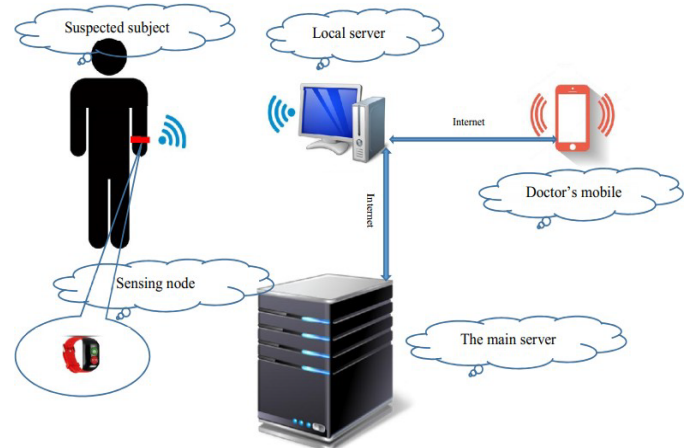 Suspected subject
Local server
Internet
Doctor's mobile
Internet
Sensing node
The main server